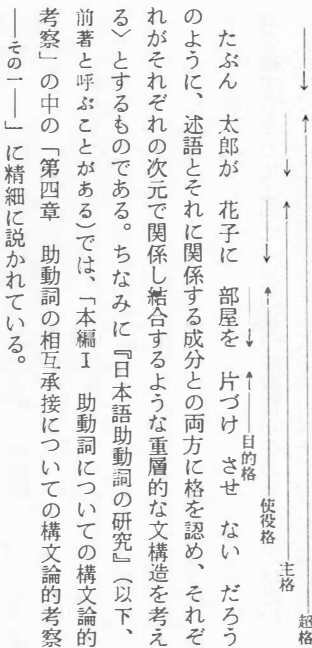 超格
主格
使役格
目的格
たぶん　太郎が　花子に　部屋を　片づけ　させ　ない　だろう
のように、述語とそれに関係する成分との両方に格を認め、それぞ
れがそれぞれの次元で関係し結合するような重層的な文構造を考え
る〉とするものである。ちなみに『日本語助動詞の研究』（以下、
前著と呼ぶことがある）では、「本編Ⅰ　助動詞についての構文論的
考察」の中の「第四章　助動詞の相互承接についての構文論的考察
――その一――」に精細に説かれている。